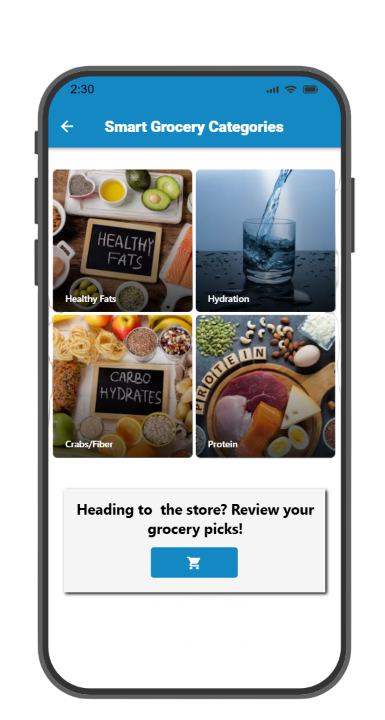 2:30
Smart Grocery Categories
HEALTHY
FATS
Healthy Fats
Hydration
CARBO
HYDRATES
Crabs/Fiber
PROTEIN
Protein
Heading to  the store? Review your
grocery picks!